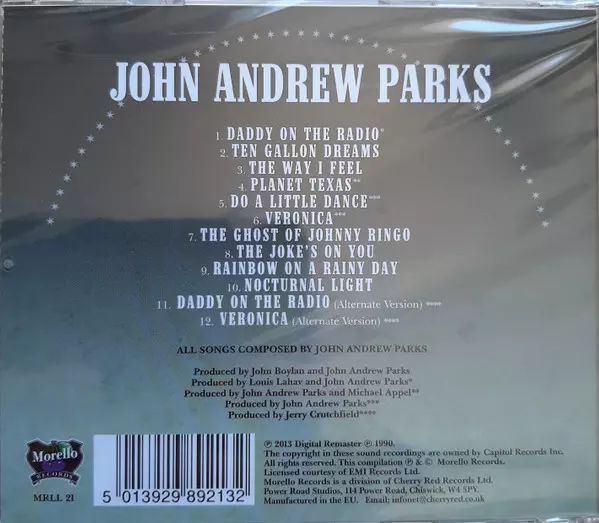 JOHN ANDREW PARKS
1. DADDY ON THE RADIO*
2. TEN GALLON DREAMS
3. THE WAY I FEEL
4. PLANET TEXAS**
5. DO A LITTLE DANCE***
6. VERONICA***
7. THE GHOST OF JOHNNY RINGO
8. THE JOKE'S ON YOU
9. RAINBOW ON A RAINY DAY
10. NOCTURNAL LIGHT
11. DADDY ON THE RADIO (Alternate Version) ****
12. VERONICA (Alternate Version) ****
ALL SONGS COMPOSED BY JOHN ANDREW PARKS
Produced by John Boylan and John Andrew Parks
Produced by Louis Lahav and John Andrew Parks*
Produced by John Andrew Parks and Michael Appel**
Produced by John Andrew Parks***
Produced by Jerry Crutchfield****
Morello
RECORDS
MRLL 21
5 013929 892132
℗ 2013 Digital Remaster ℗ 1990.
The copyright in these sound recordings are owned by Capitol Records Inc.
All rights reserved. This compilation ℗ & © Morello Records.
Licensed courtesy of EMI Records Ltd.
Morello Records is a division of Cherry Red Records Ltd.
Power Road Studios, 114 Power Road, Chiswick, W4 5PY.
Manufactured in the EU. Email: infonet@cherryred.co.uk